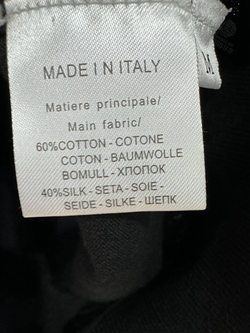 MADE IN ITALY
M
Matiere principale/
Main fabric/
60%COTTON - COTONE
COTON - BAUMWOLLE
BOMULL - ХЛОПОК
40%SILK - SETA - SOIE -
SEIDE - SILKE - ШЕПК